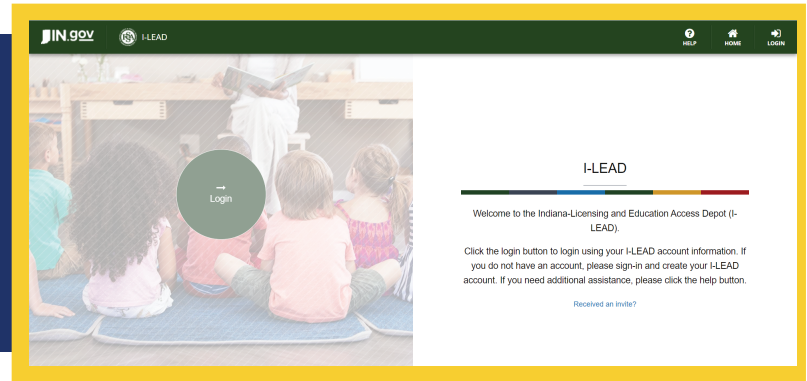 IN.gov
I-LEAD
HELP
HOME
LOGIN
Login
I-LEAD
Welcome to the Indiana-Licensing and Education Access Depot (I-
LEAD).
Click the login button to login using your I-LEAD account information. If
you do not have an account, please sign-in and create your I-LEAD
account. If you need additional assistance, please click the help button.
Received an invite?